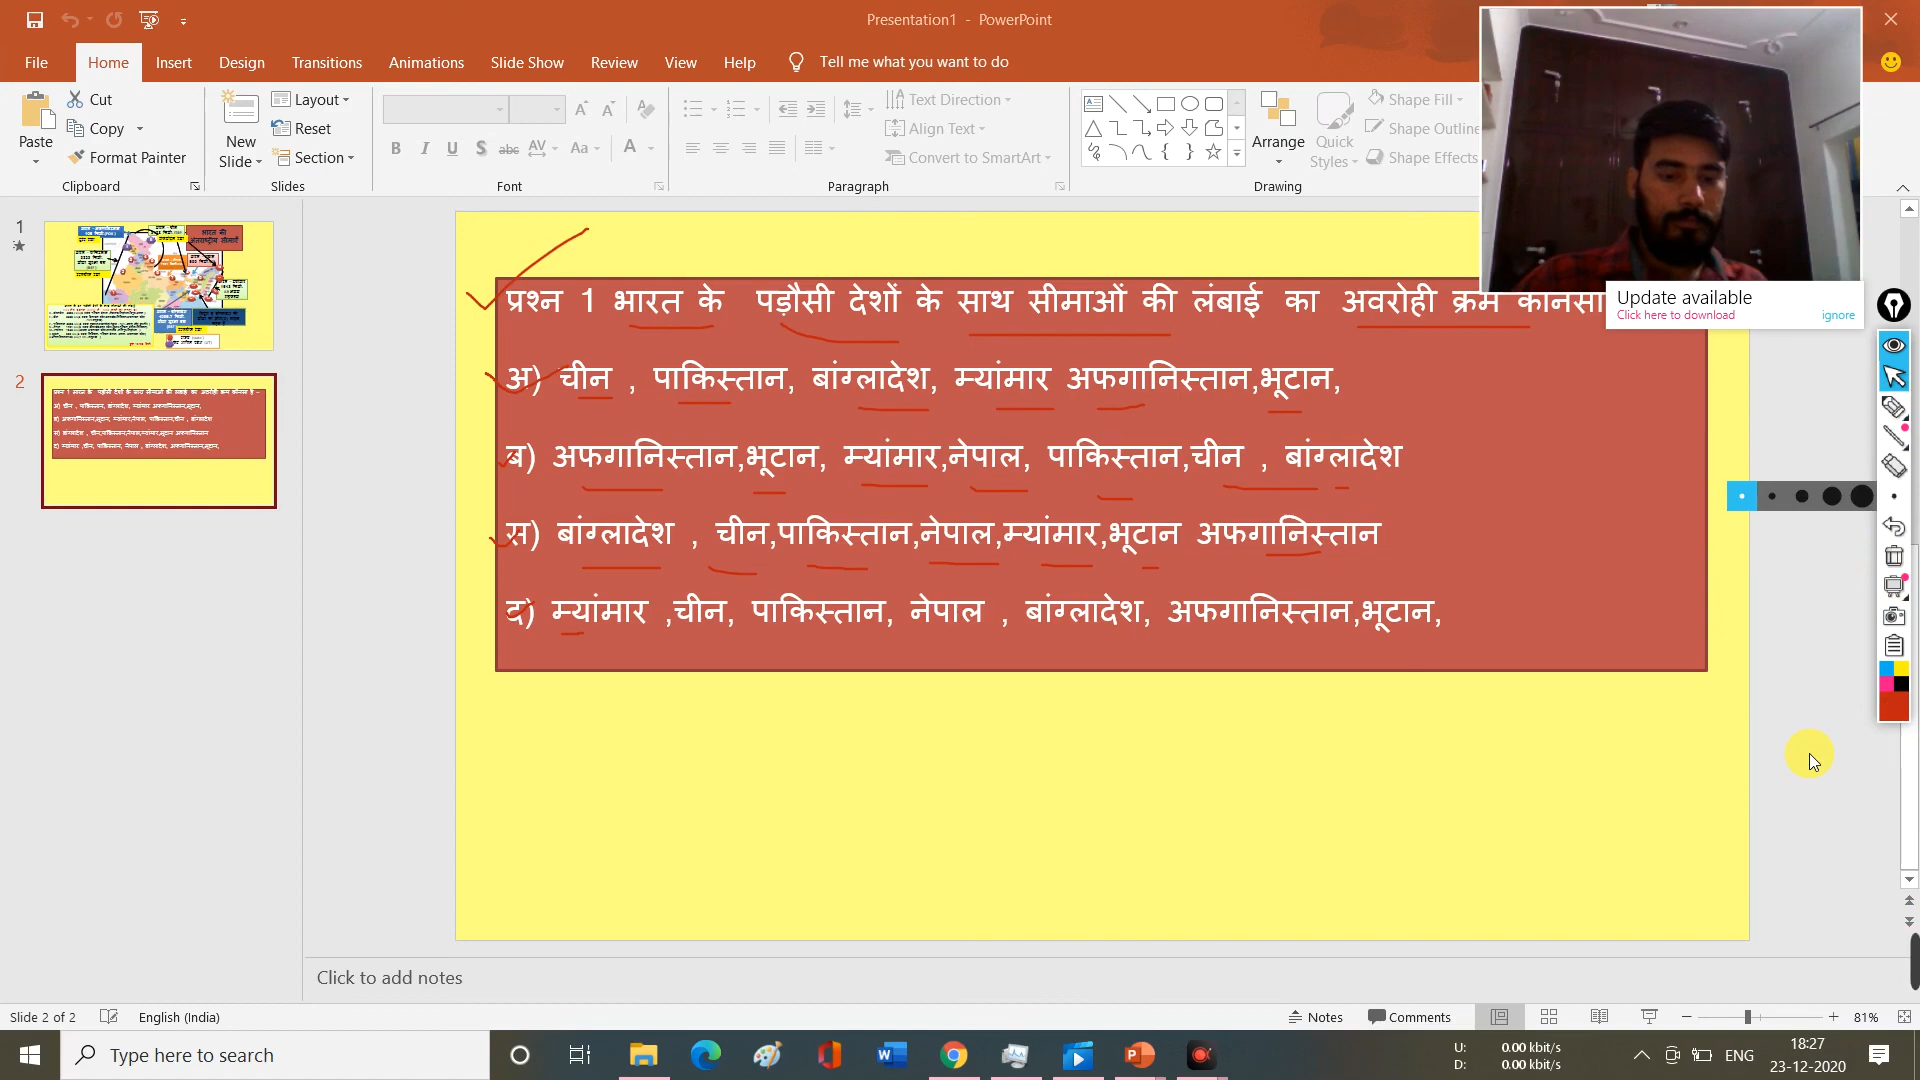 Presentation1 - PowerPoint
File Home Insert Design Transitions Animations Slide Show Review View Help Tell me what you want to do
Paste Cut Copy Format Painter Clipboard
New Slide Layout Reset Section Slides
B I U S abc AV Aa A Font
Text Direction Align Text Convert to SmartArt Paragraph
Arrange Quick Styles Shape Fill Shape Outline Shape Effects Drawing
Update available
Click here to download ignore
1
2
प्रश्न 1 भारत के पड़ौसी देशों के साथ सीमाओं की लंबाई का अवरोही क्रम कौनसा
अ) चीन , पाकिस्तान, बांग्लादेश, म्यांमार अफगानिस्तान,भूटान,
ब) अफगानिस्तान,भूटान, म्यांमार,नेपाल, पाकिस्तान,चीन , बांग्लादेश
स) बांग्लादेश , चीन,पाकिस्तान,नेपाल,म्यांमार,भूटान अफगानिस्तान
द) म्यांमार ,चीन, पाकिस्तान, नेपाल , बांग्लादेश, अफगानिस्तान,भूटान,
Click to add notes
Slide 2 of 2 English (India) Notes Comments 81%
Type here to search
U: 0.00 kbit/s
D: 0.00 kbit/s
ENG
18:27
23-12-2020